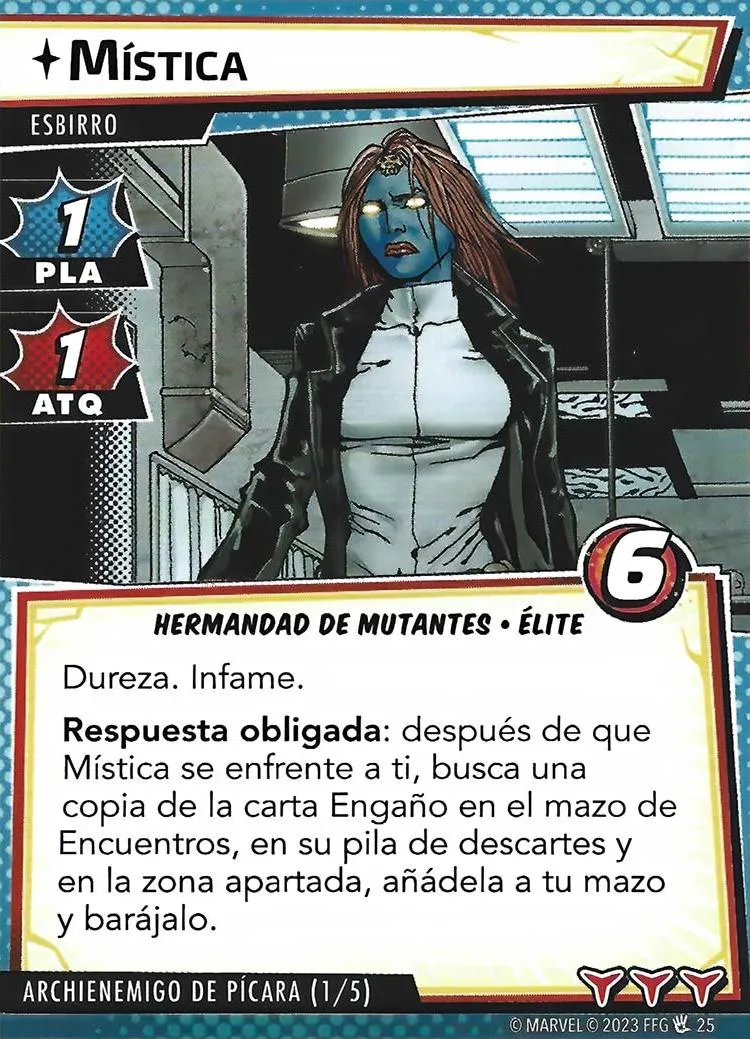 MÍSTICA
ESBIRRO
1
PLA
1
ATQ
6
HERMANDAD DE MUTANTES • ÉLITE
Dureza. Infame.
Respuesta obligada: después de que
Mística se enfrente a ti, busca una
copia de la carta Engaño en el mazo de
Encuentros, en su pila de descartes y
en la zona apartada, añádela a tu mazo
y barájalo.
ARCHIENEMIGO DE PÍCARA (1/5)
© MARVEL © 2023 FFG 25